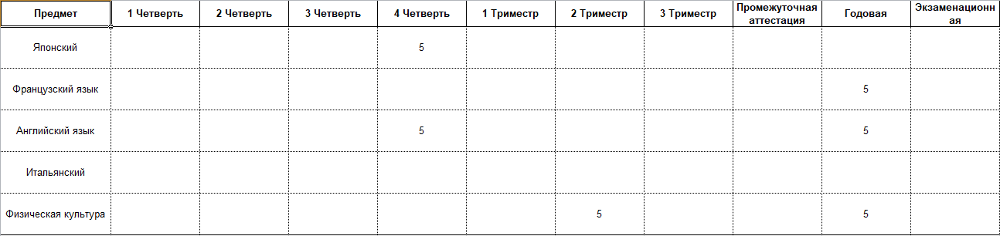 Предмет 1 Четверть 2 Четверть 3 Четверть 4 Четверть 1 Триместр 2 Триместр 3 Триместр Промежуточная аттестация Годовая Экзаменационн ая
Японский 5
Французский язык 5
Английский язык 5 5
Итальянский
Физическая культура 5 5